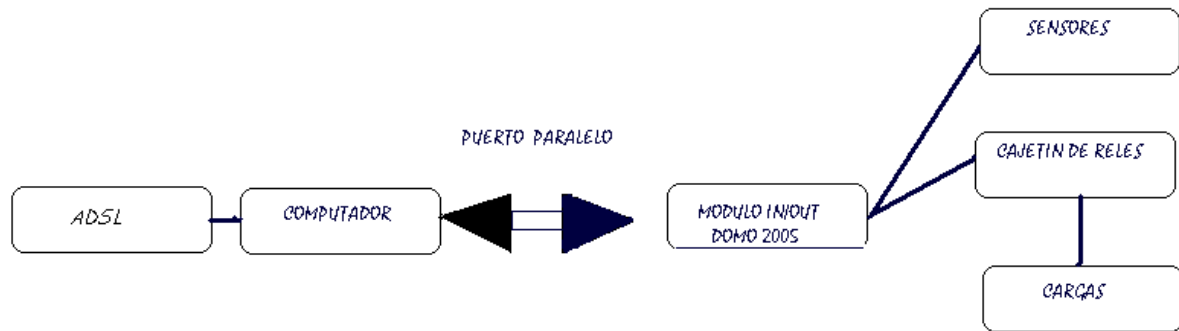 SENSORES
PUERTO PARALELO
CAJETIN DE RELES
ADSL
COMPUTADOR
MODULO IN/OUT
DOMO 2005
CARGAS